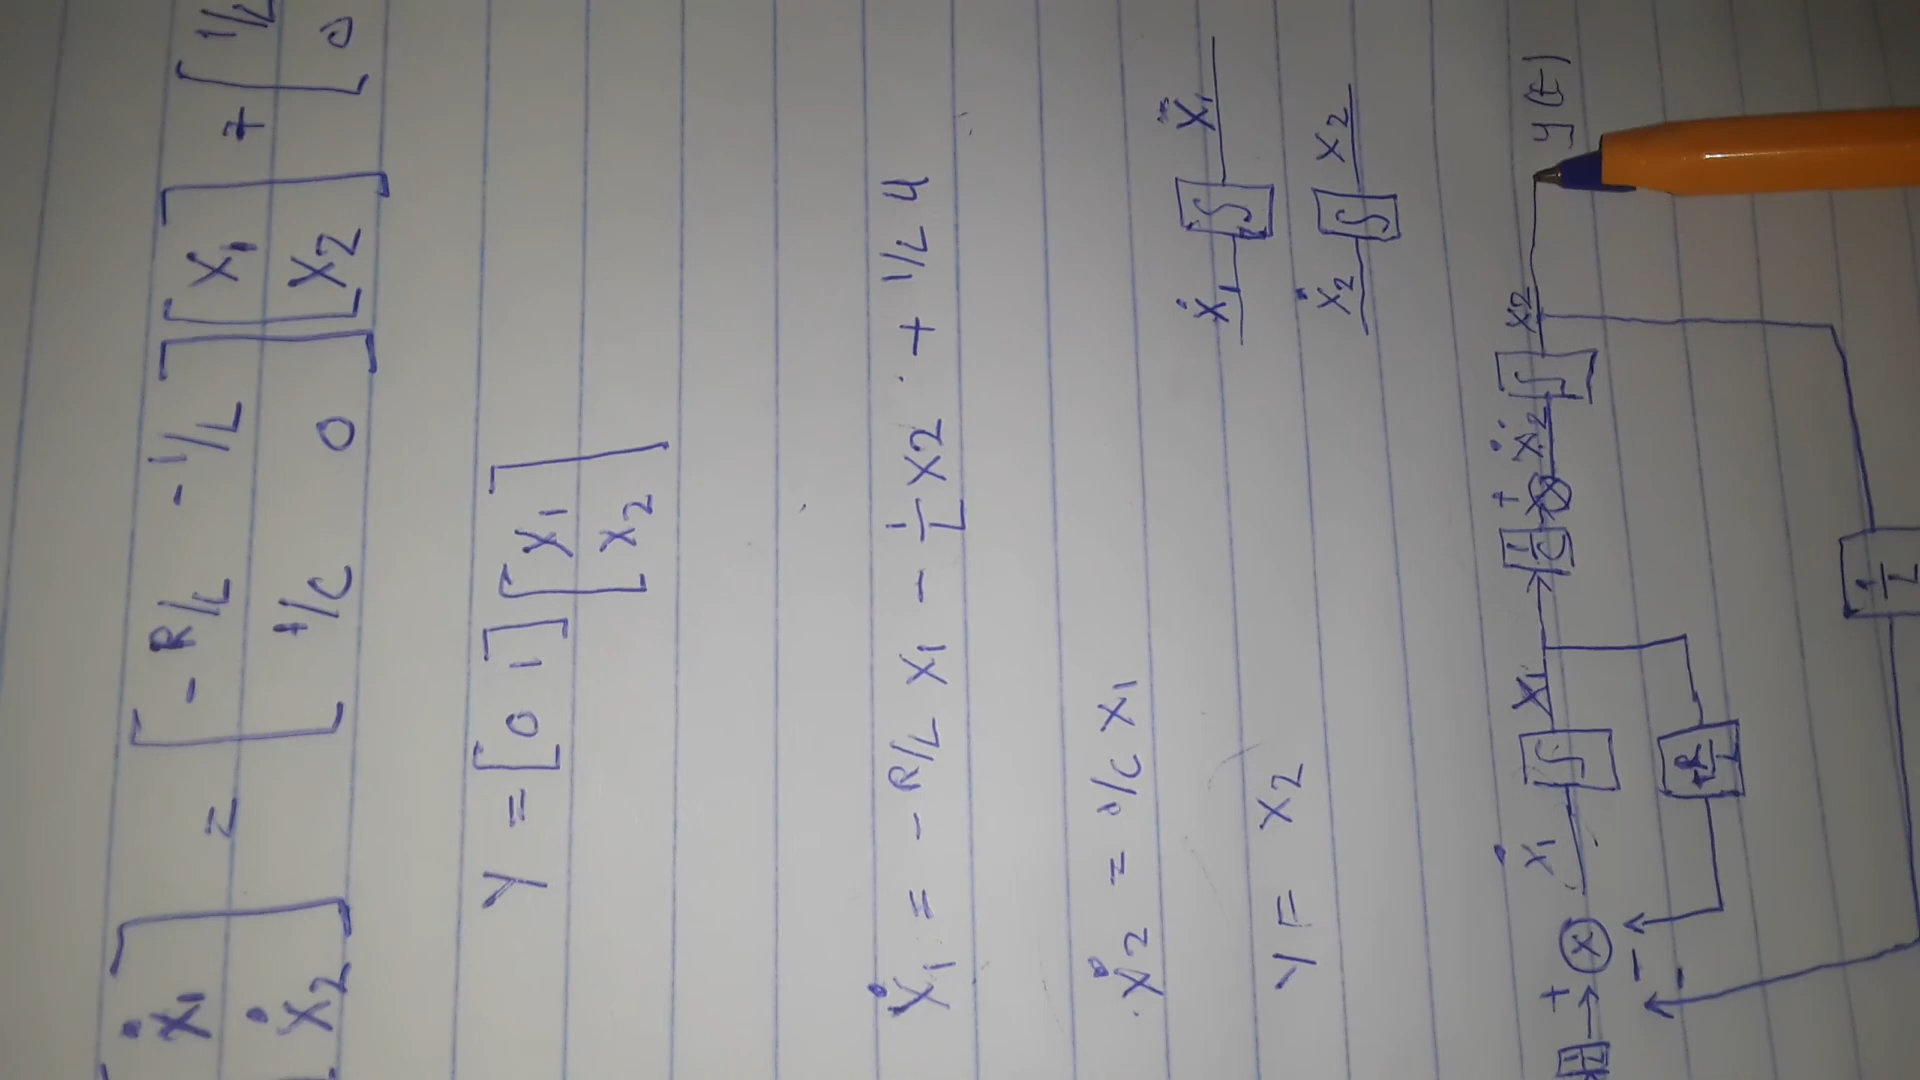 [ẋ1 ẋ2] = [-R/L -1/L 1/C 0] [x1 x2] + [1/L 0
Y = [0 1] [x1 x2]
ẋ1 = -R/L x1 - 1/L x2 + 1/L u
ẋ2 = 1/C x1
ẋ1 ∫ x1
ẋ2 ∫ x2
Y = x2
1/L + x ẋ1 ∫ x1 1/C + x ẋ2 ∫ x2 y(t)
- R/L
- 1/L